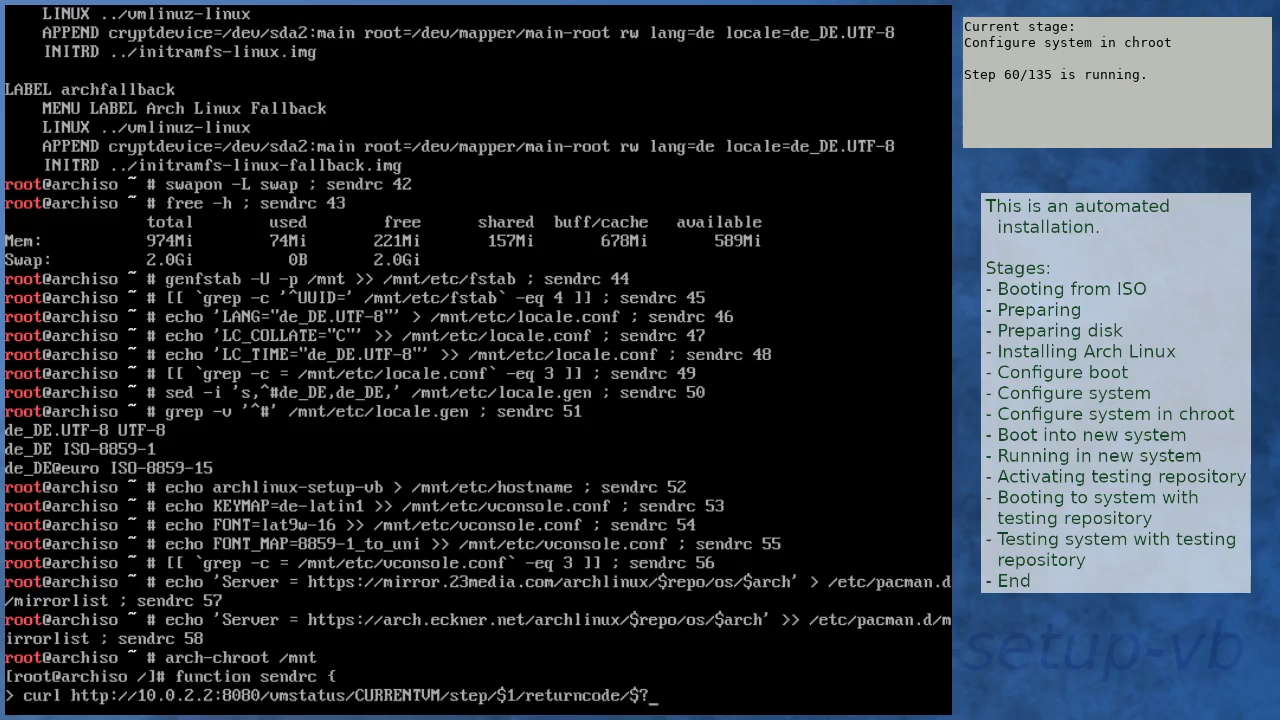 LINUX ../vmlinuz-linux
    APPEND cryptdevice=/dev/sda2:main root=/dev/mapper/main-root rw lang=de locale=de_DE.UTF-8
    INITRD ../initramfs-linux.img

LABEL archfallback
    MENU LABEL Arch Linux Fallback
    LINUX ../vmlinuz-linux
    APPEND cryptdevice=/dev/sda2:main root=/dev/mapper/main-root rw lang=de locale=de_DE.UTF-8
    INITRD ../initramfs-linux-fallback.img
root@archiso ~ # swapon -L swap ; sendrc 42
root@archiso ~ # free -h ; sendrc 43
               total        used        free      shared  buff/cache   available
Mem:           974Mi        74Mi       221Mi       157Mi       678Mi       589Mi
Swap:          2.0Gi          0B       2.0Gi
root@archiso ~ # genfstab -U -p /mnt >> /mnt/etc/fstab ; sendrc 44
root@archiso ~ # [[ `grep -c '^UUID=' /mnt/etc/fstab` -eq 4 ]] ; sendrc 45
root@archiso ~ # echo 'LANG="de_DE.UTF-8"' > /mnt/etc/locale.conf ; sendrc 46
root@archiso ~ # echo 'LC_COLLATE="C"' >> /mnt/etc/locale.conf ; sendrc 47
root@archiso ~ # echo 'LC_TIME="de_DE.UTF-8"' >> /mnt/etc/locale.conf ; sendrc 48
root@archiso ~ # [[ `grep -c = /mnt/etc/locale.conf` -eq 3 ]] ; sendrc 49
root@archiso ~ # sed -i 's,^#de_DE,de_DE,' /mnt/etc/locale.gen ; sendrc 50
root@archiso ~ # grep -v '^#' /mnt/etc/locale.gen ; sendrc 51
de_DE.UTF-8 UTF-8
de_DE ISO-8859-1
de_DE@euro ISO-8859-15
root@archiso ~ # echo archlinux-setup-vb > /mnt/etc/hostname ; sendrc 52
root@archiso ~ # echo KEYMAP=de-latin1 >> /mnt/etc/vconsole.conf ; sendrc 53
root@archiso ~ # echo FONT=lat9w-16 >> /mnt/etc/vconsole.conf ; sendrc 54
root@archiso ~ # echo FONT_MAP=8859-1_to_uni >> /mnt/etc/vconsole.conf ; sendrc 55
root@archiso ~ # [[ `grep -c = /mnt/etc/vconsole.conf` -eq 3 ]] ; sendrc 56
root@archiso ~ # echo 'Server = https://mirror.23media.com/archlinux/$repo/os/$arch' > /etc/pacman.d
/mirrorlist ; sendrc 57
root@archiso ~ # echo 'Server = https://arch.eckner.net/archlinux/$repo/os/$arch' >> /etc/pacman.d/m
irrorlist ; sendrc 58
root@archiso ~ # arch-chroot /mnt
[root@archiso /]# function sendrc {
> curl http://10.0.2.2:8080/vmstatus/CURRENTVM/step/$1/returncode/$?_
Current stage:
Configure system in chroot

Step 60/135 is running.
This is an automated
installation.

Stages:
- Booting from ISO
- Preparing
- Preparing disk
- Installing Arch Linux
- Configure boot
- Configure system
- Configure system in chroot
- Boot into new system
- Running in new system
- Activating testing repository
- Booting to system with
testing repository
- Testing system with testing
repository
- End
-setup-vb